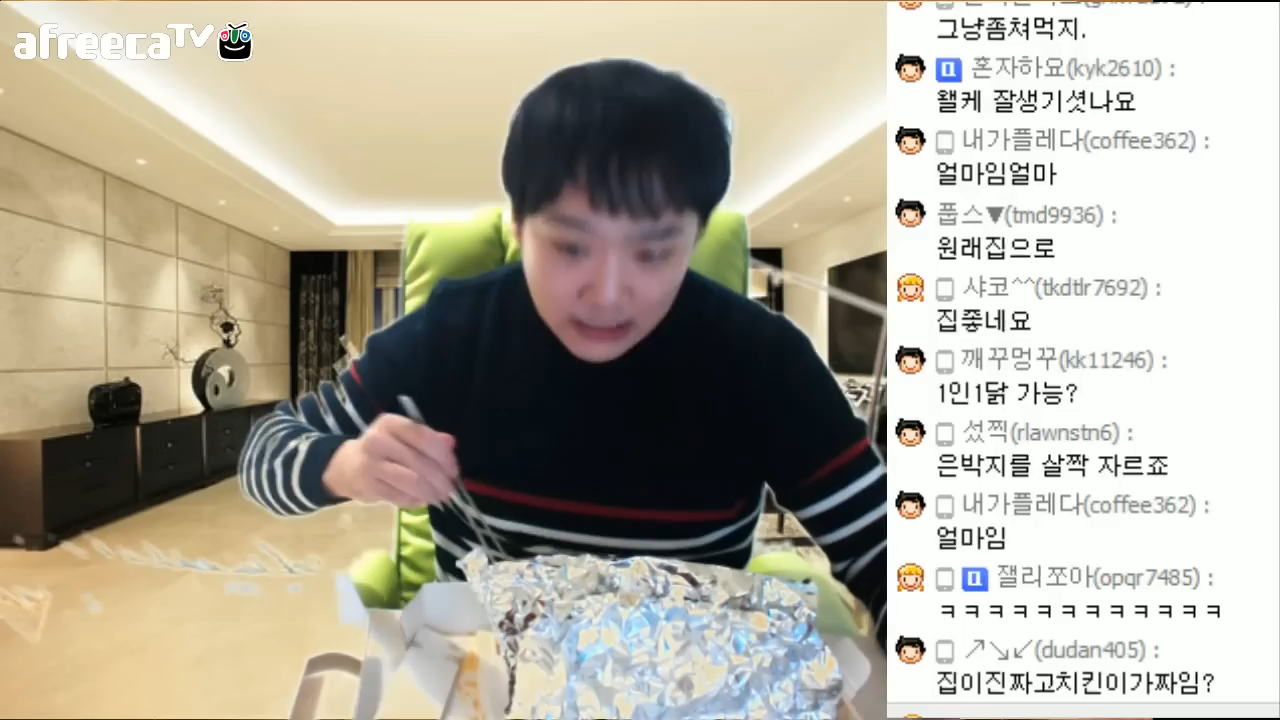 afreecaTV
그냥좀쳐먹지.
혼자하요(kyk2610) :
왤케 잘생기셧나요
내가플레다(coffee362) :
얼마임얼마
풉스▼(tmd9936) :
원래집으로
샤코^^(tkdtlr7692) :
집좋네요
깨꾸멍꾸(kk11246) :
1인1닭 가능?
섰찍(rlawnstn6) :
은박지를 살짝 자르죠
내가플레다(coffee362) :
얼마임
잴리쪼아(opqr7485) :
ㅋㅋㅋㅋㅋㅋㅋㅋㅋㅋㅋㅋ
↗↘↙(dudan405) :
집이진짜고치킨이가짜임?